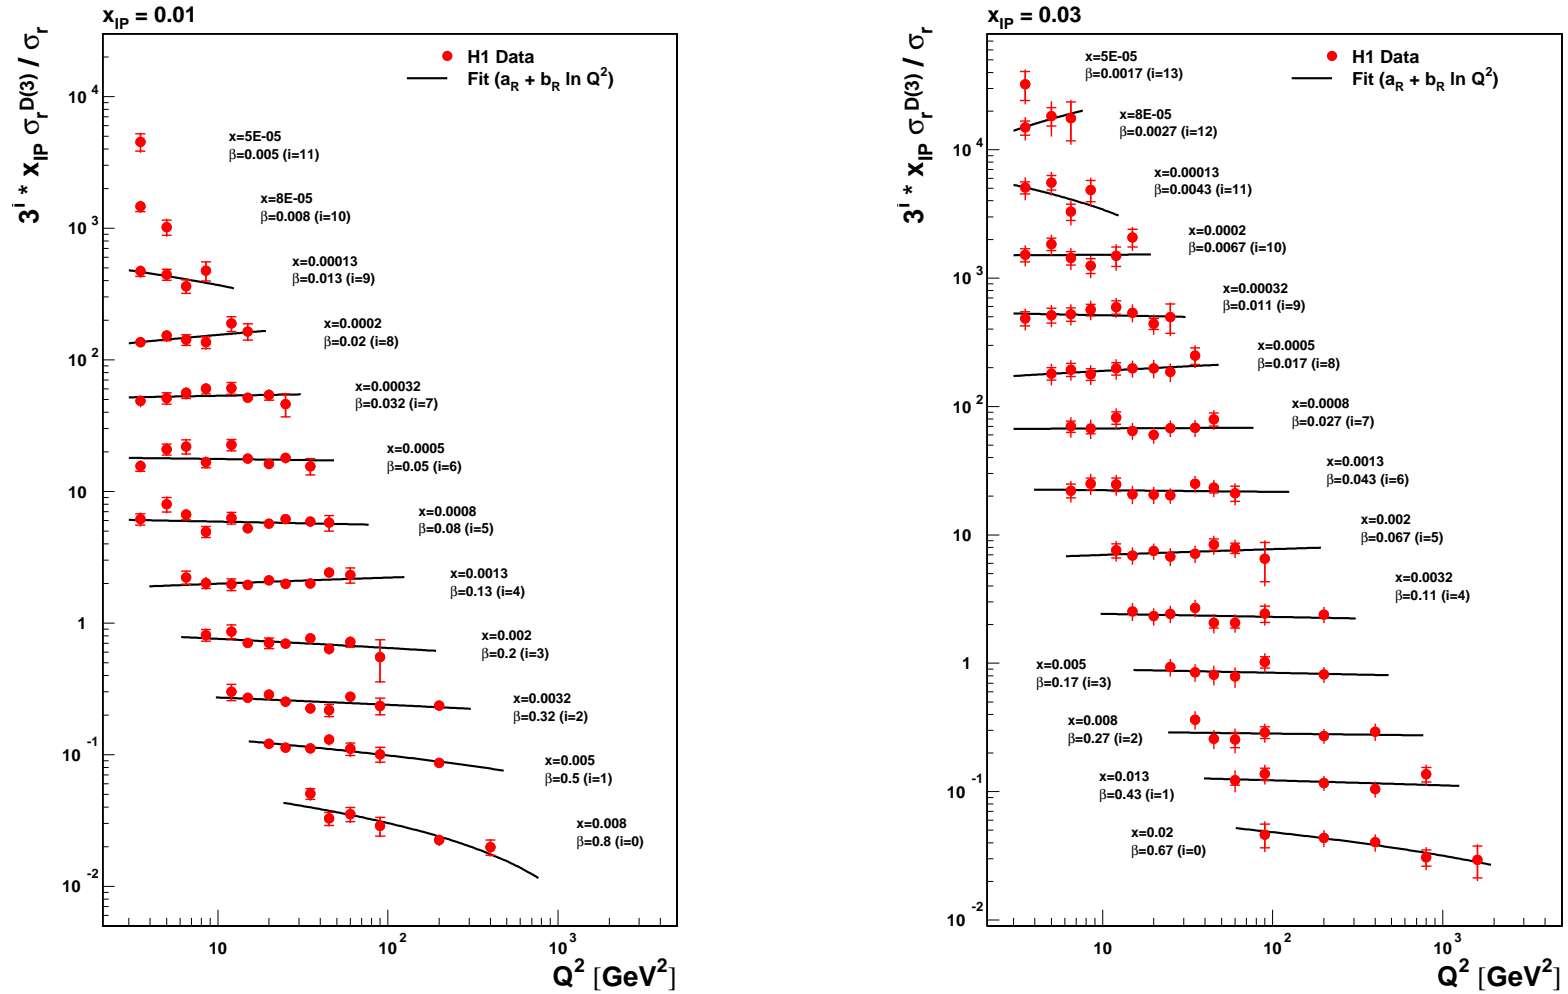 x_IP = 0.01
3^i * x_IP σ_r^D(3) / σ_r
H1 Data
Fit (a_R + b_R ln Q^2)
10^4
10^3
10^2
10
1
10^-1
10^-2
x=5E-05
β=0.005 (i=11)
x=8E-05
β=0.008 (i=10)
x=0.00013
β=0.013 (i=9)
x=0.0002
β=0.02 (i=8)
x=0.00032
β=0.032 (i=7)
x=0.0005
β=0.05 (i=6)
x=0.0008
β=0.08 (i=5)
x=0.0013
β=0.13 (i=4)
x=0.002
β=0.2 (i=3)
x=0.0032
β=0.32 (i=2)
x=0.005
β=0.5 (i=1)
x=0.008
β=0.8 (i=0)
10 10^2 10^3
Q^2 [GeV^2]
x_IP = 0.03
3^i * x_IP σ_r^D(3) / σ_r
H1 Data
Fit (a_R + b_R ln Q^2)
10^4
10^3
10^2
10
1
10^-1
10^-2
x=5E-05
β=0.0017 (i=13)
x=8E-05
β=0.0027 (i=12)
x=0.00013
β=0.0043 (i=11)
x=0.0002
β=0.0067 (i=10)
x=0.00032
β=0.011 (i=9)
x=0.0005
β=0.017 (i=8)
x=0.0008
β=0.027 (i=7)
x=0.0013
β=0.043 (i=6)
x=0.002
β=0.067 (i=5)
x=0.0032
β=0.11 (i=4)
x=0.005
β=0.17 (i=3)
x=0.008
β=0.27 (i=2)
x=0.013
β=0.43 (i=1)
x=0.02
β=0.67 (i=0)
10 10^2 10^3
Q^2 [GeV^2]